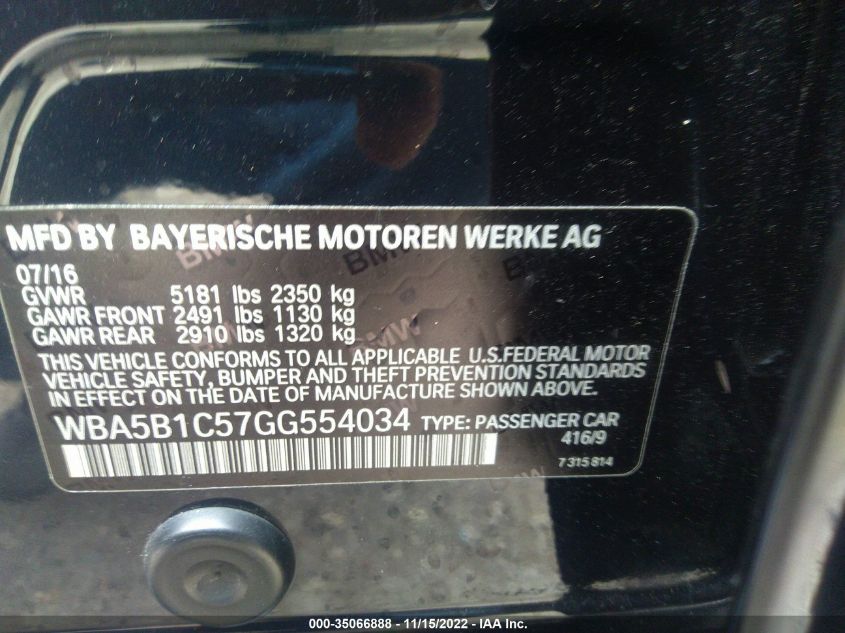 MFD BY BAYERISCHE MOTOREN WERKE AG
07/16
GVWR 5181 lbs 2350 kg
GAWR FRONT 2491 lbs 1130 kg
GAWR REAR 2910 lbs 1320 kg
THIS VEHICLE CONFORMS TO ALL APPLICABLE U.S.FEDERAL MOTOR
VEHICLE SAFETY, BUMPER AND THEFT PREVENTION STANDARDS
IN EFFECT ON THE DATE OF MANUFACTURE SHOWN ABOVE.
WBA5B1C57GG554034 TYPE: PASSENGER CAR
416/9
7 315 814
000-35066888 - 11/15/2022 - IAA Inc.